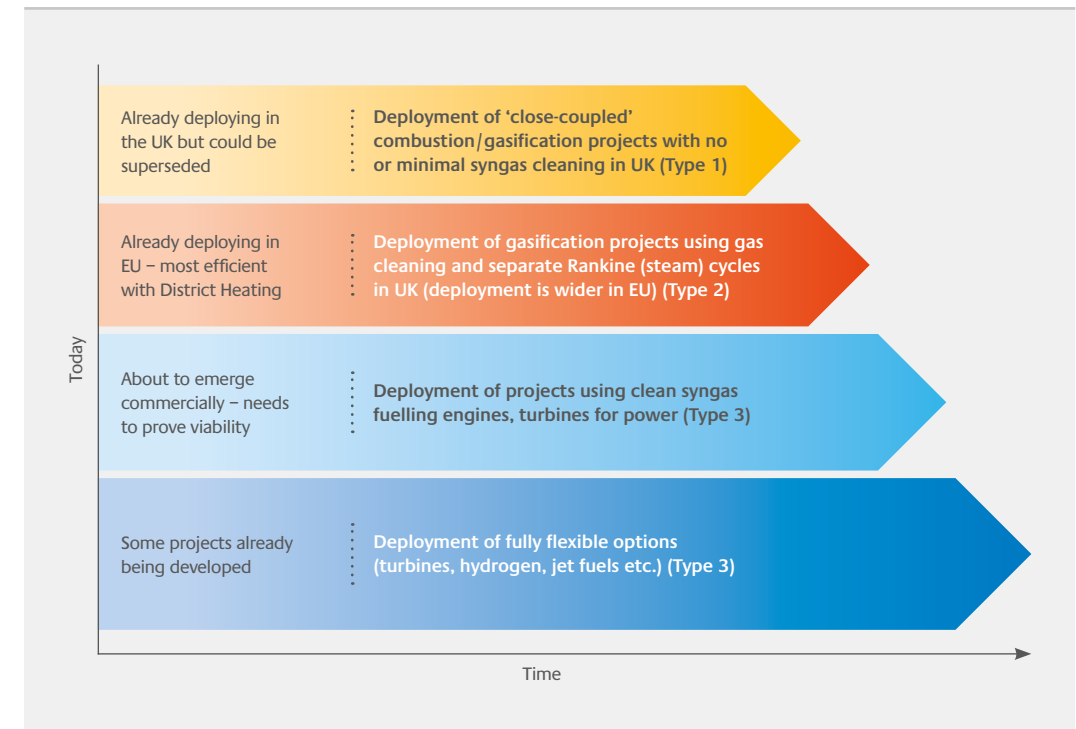 Already deploying in
the UK but could be
superseded
Deployment of ‘close-coupled’
combustion/gasification projects with no
or minimal syngas cleaning in UK (Type 1)
Already deploying in
EU – most efficient
with District Heating
Deployment of gasification projects using gas
cleaning and separate Rankine (steam) cycles
in UK (deployment is wider in EU) (Type 2)
Today
About to emerge
commercially – needs
to prove viability
Deployment of projects using clean syngas
fuelling engines, turbines for power (Type 3)
Some projects already
being developed
Deployment of fully flexible options
(turbines, hydrogen, jet fuels etc.) (Type 3)
Time